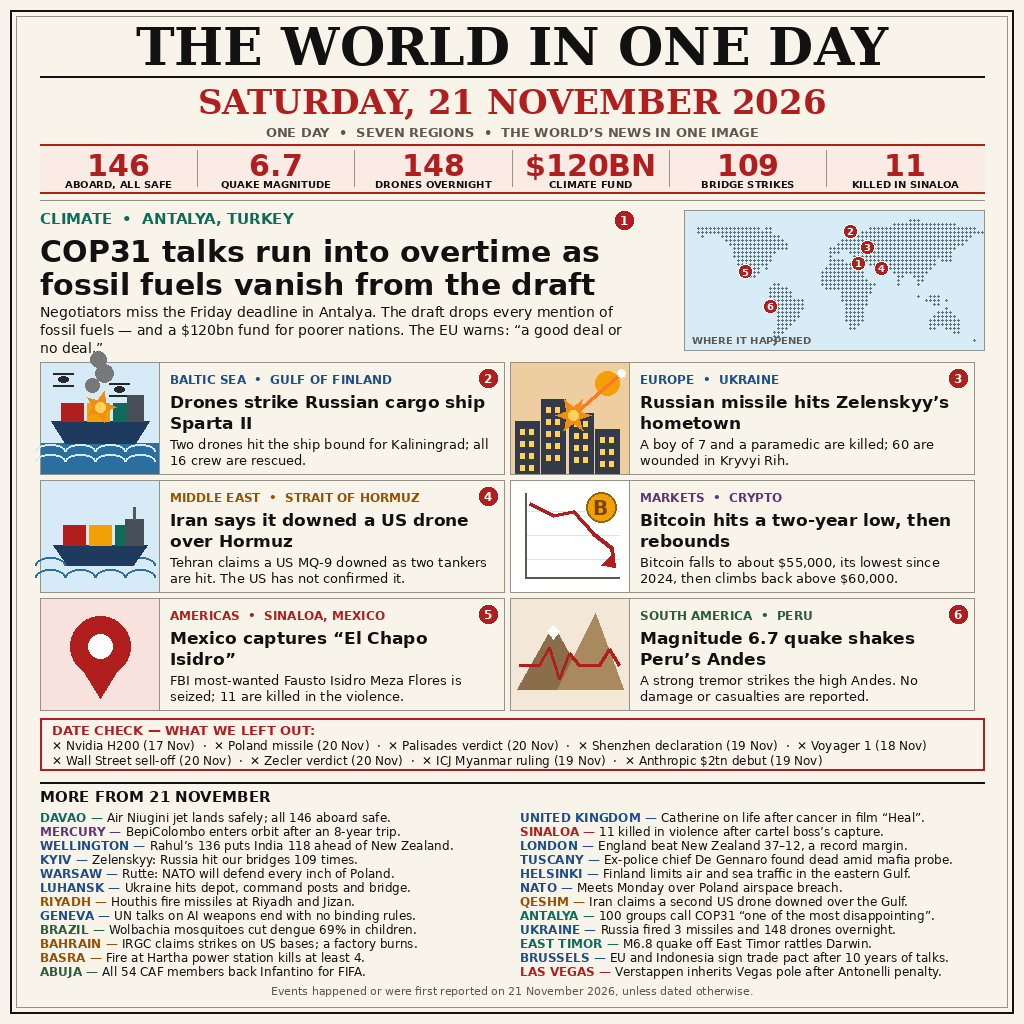 THE WORLD IN ONE DAY
SATURDAY, 21 NOVEMBER 2026
ONE DAY • SEVEN REGIONS • THE WORLD’S NEWS IN ONE IMAGE
146
ABOARD, ALL SAFE
6.7
QUAKE MAGNITUDE
148
DRONES OVERNIGHT
$120BN
CLIMATE FUND
109
BRIDGE STRIKES
11
KILLED IN SINALOA
CLIMATE • ANTALYA, TURKEY
1
COP31 talks run into overtime as
fossil fuels vanish from the draft
Negotiators miss the Friday deadline in Antalya. The draft drops every mention of
fossil fuels — and a $120bn fund for poorer nations. The EU warns: “a good deal or
no deal.”
2
3
1
4
5
6
WHERE IT HAPPENED
BALTIC SEA • GULF OF FINLAND
2
Drones strike Russian cargo ship
Sparta II
Two drones hit the ship bound for Kaliningrad; all
16 crew are rescued.
EUROPE • UKRAINE
3
Russian missile hits Zelenskyy’s
hometown
A boy of 7 and a paramedic are killed; 60 are
wounded in Kryvyi Rih.
MIDDLE EAST • STRAIT OF HORMUZ
4
Iran says it downed a US drone
over Hormuz
Tehran claims a US MQ-9 downed as two tankers
are hit. The US has not confirmed it.
B
MARKETS • CRYPTO
Bitcoin hits a two-year low, then
rebounds
Bitcoin falls to about $55,000, its lowest since
2024, then climbs back above $60,000.
AMERICAS • SINALOA, MEXICO
5
Mexico captures “El Chapo
Isidro”
FBI most-wanted Fausto Isidro Meza Flores is
seized; 11 are killed in the violence.
SOUTH AMERICA • PERU
6
Magnitude 6.7 quake shakes
Peru’s Andes
A strong tremor strikes the high Andes. No
damage or casualties are reported.
DATE CHECK — WHAT WE LEFT OUT:
✕ Nvidia H200 (17 Nov) · ✕ Poland missile (20 Nov) · ✕ Palisades verdict (20 Nov) · ✕ Shenzhen declaration (19 Nov) · ✕ Voyager 1 (18 Nov)
✕ Wall Street sell-off (20 Nov) · ✕ Zecler verdict (20 Nov) · ✕ ICJ Myanmar ruling (19 Nov) · ✕ Anthropic $2tn debut (19 Nov)
MORE FROM 21 NOVEMBER
DAVAO — Air Niugini jet lands safely; all 146 aboard safe.
MERCURY — BepiColombo enters orbit after an 8-year trip.
WELLINGTON — Rahul’s 136 puts India 118 ahead of New Zealand.
KYIV — Zelenskyy: Russia hit our bridges 109 times.
WARSAW — Rutte: NATO will defend every inch of Poland.
LUHANSK — Ukraine hits depot, command posts and bridge.
RIYADH — Houthis fire missiles at Riyadh and Jizan.
GENEVA — UN talks on AI weapons end with no binding rules.
BRAZIL — Wolbachia mosquitoes cut dengue 69% in children.
BAHRAIN — IRGC claims strikes on US bases; a factory burns.
BASRA — Fire at Hartha power station kills at least 4.
ABUJA — All 54 CAF members back Infantino for FIFA.
UNITED KINGDOM — Catherine on life after cancer in film “Heal”.
SINALOA — 11 killed in violence after cartel boss’s capture.
LONDON — England beat New Zealand 37–12, a record margin.
TUSCANY — Ex-police chief De Gennaro found dead amid mafia probe.
HELSINKI — Finland limits air and sea traffic in the eastern Gulf.
NATO — Meets Monday over Poland airspace breach.
QESHM — Iran claims a second US drone downed over the Gulf.
ANTALYA — 100 groups call COP31 “one of the most disappointing”.
UKRAINE — Russia fired 3 missiles and 148 drones overnight.
EAST TIMOR — M6.8 quake off East Timor rattles Darwin.
BRUSSELS — EU and Indonesia sign trade pact after 10 years of talks.
LAS VEGAS — Verstappen inherits Vegas pole after Antonelli penalty.
Events happened or were first reported on 21 November 2026, unless dated otherwise.